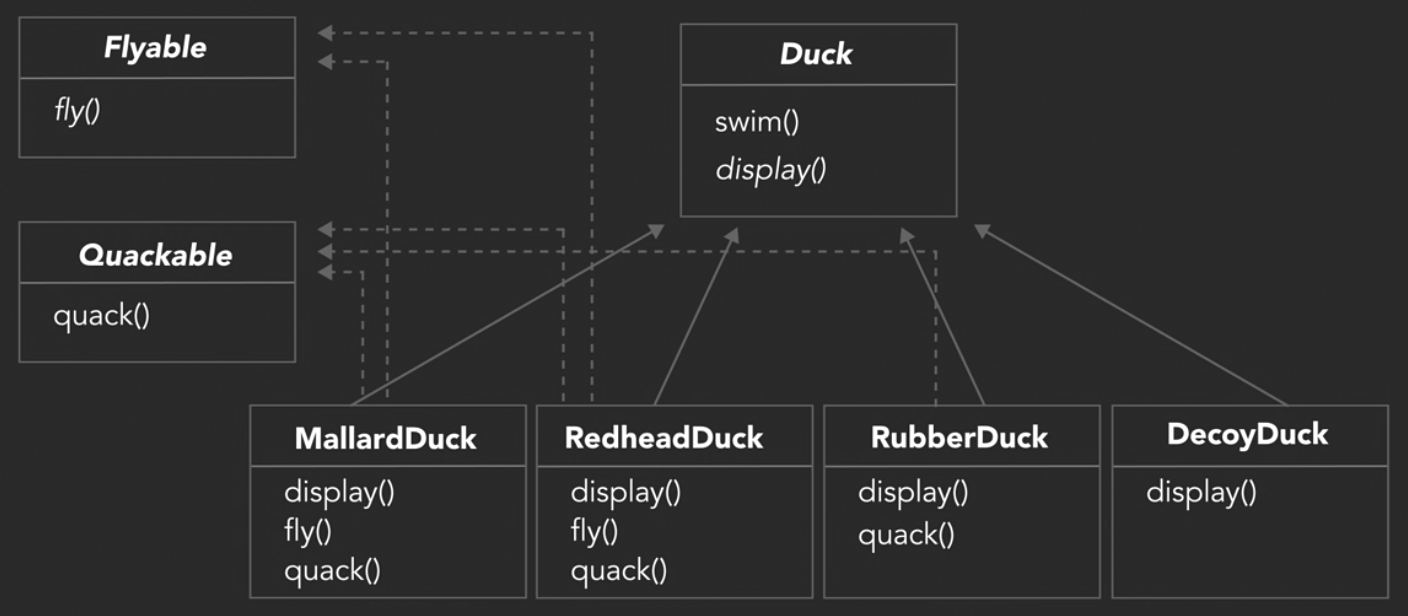 Flyable
fly()
Duck
swim()
display()
Quackable
quack()
MallardDuck
display()
fly()
quack()
RedheadDuck
display()
fly()
quack()
RubberDuck
display()
quack()
DecoyDuck
display()